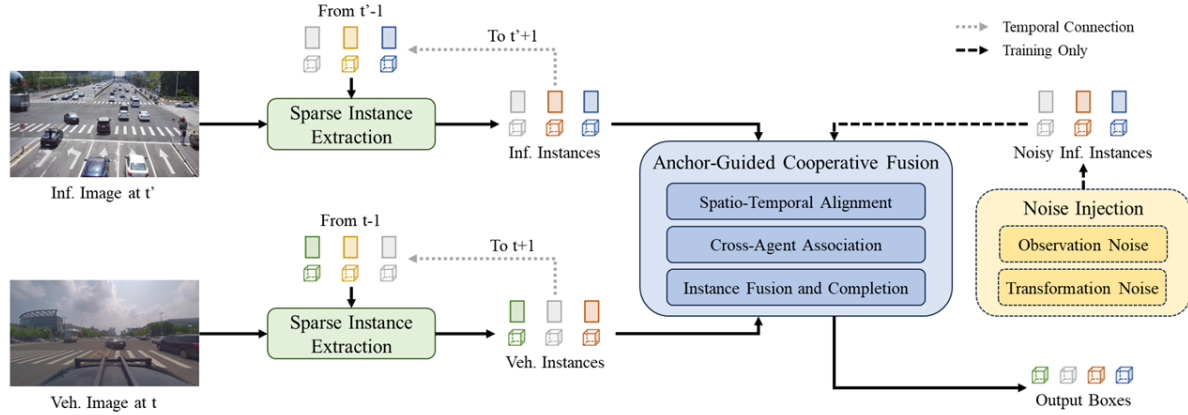 From t’-1
To t’+1
Temporal Connection
Training Only
Sparse Instance
Extraction
Inf. Instances
Inf. Image at t’
Anchor-Guided Cooperative Fusion
Spatio-Temporal Alignment
Cross-Agent Association
Instance Fusion and Completion
Noisy Inf. Instances
Noise Injection
Observation Noise
Transformation Noise
From t-1
To t+1
Sparse Instance
Extraction
Veh. Instances
Veh. Image at t
Output Boxes